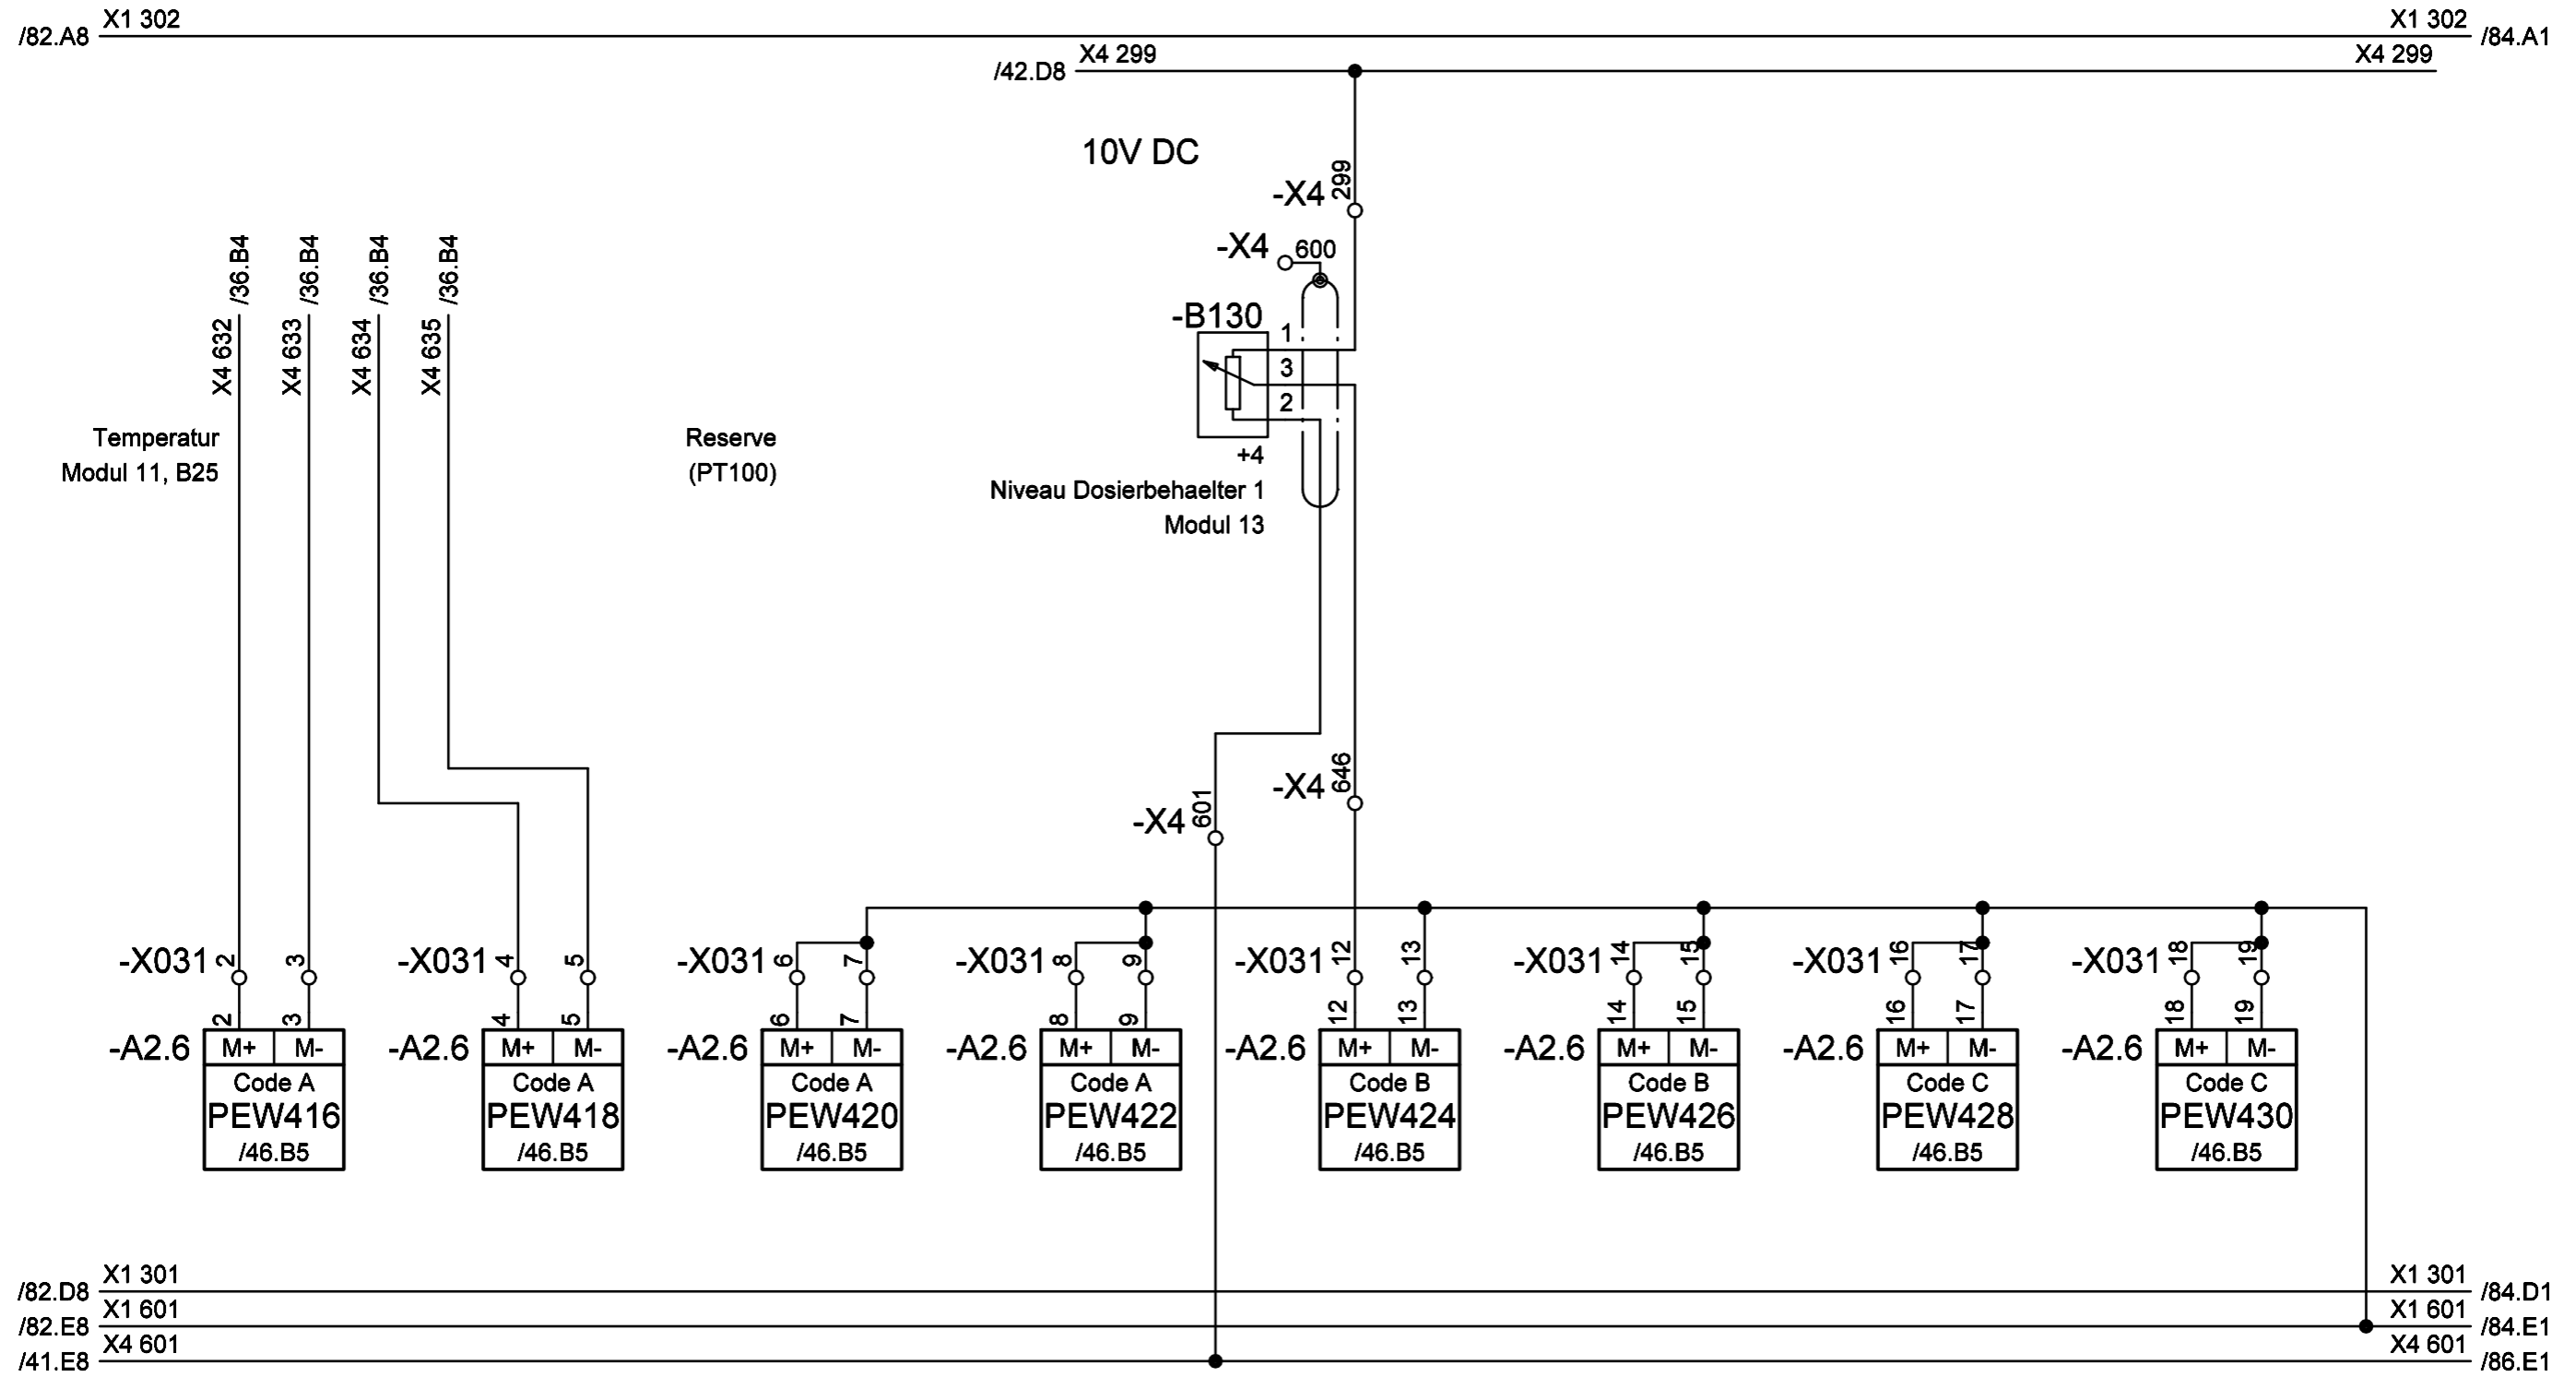 X1 302
X1 302
/82.A8
/84.A1
X4 299
X4 299
/42.D8
10V DC
-X4 299
-X4 600
/36.B4
/36.B4
/36.B4
/36.B4
X4 632
X4 633
X4 634
X4 635
-B130
1
3
2
+4
Temperatur
Modul 11, B25
Reserve
(PT100)
Niveau Dosierbehaelter 1
Modul 13
-X4 646
-X4 601
-X031 2 3
-X031 4 5
-X031 6 7
-X031 8 9
-X031 12 13
-X031 14 15
-X031 16 17
-X031 18 19
2 3
4 5
6 7
8 9
12 13
14 15
16 17
18 19
-A2.6 M+ M-
-A2.6 M+ M-
-A2.6 M+ M-
-A2.6 M+ M-
-A2.6 M+ M-
-A2.6 M+ M-
-A2.6 M+ M-
-A2.6 M+ M-
Code A
Code A
Code A
Code A
Code B
Code B
Code C
Code C
PEW416
PEW418
PEW420
PEW422
PEW424
PEW426
PEW428
PEW430
/46.B5
/46.B5
/46.B5
/46.B5
/46.B5
/46.B5
/46.B5
/46.B5
X1 301
X1 301
/82.D8
/84.D1
X1 601
X1 601
/82.E8
/84.E1
X4 601
X4 601
/41.E8
/86.E1